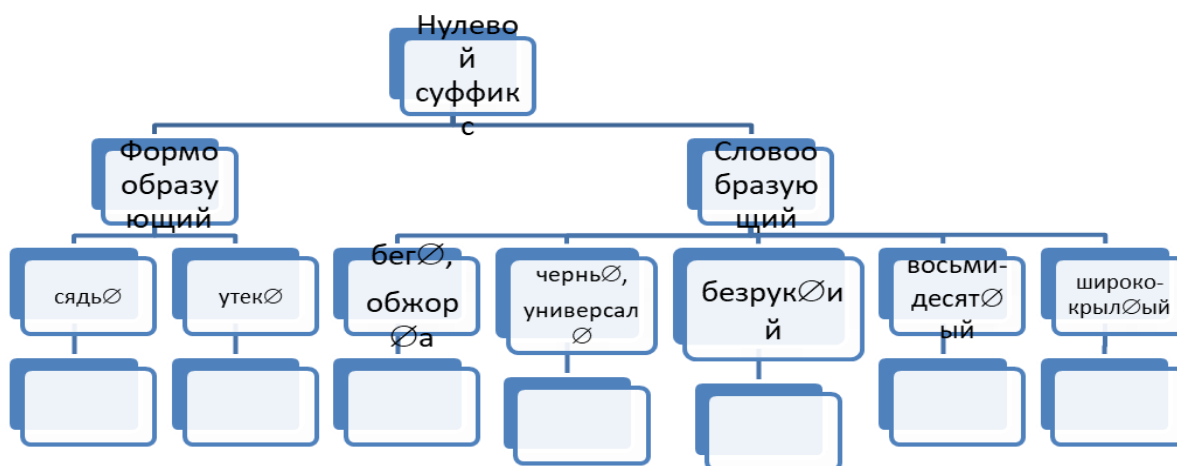 Нулево
й
суффик
с
Формо
образу
ющий
Словоо
бразую
щий
сядь∅
утек∅
бег∅,
обжор
∅а
чернь∅,
универсал
∅
безрук∅и
й
восьми-
десят∅
ый
широко-
крыл∅ый